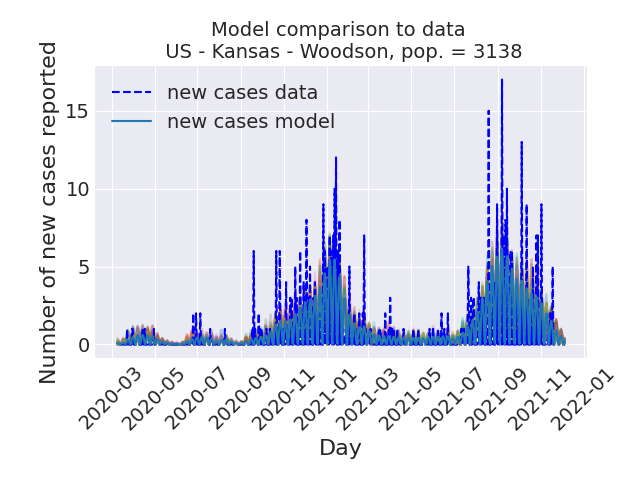 Model comparison to data
US - Kansas - Woodson, pop. = 3138
new cases data
new cases model
Number of new cases reported
15
10
5
0
2020-03
2020-05
2020-07
2020-09
2020-11
2021-01
2021-03
2021-05
2021-07
2021-09
2021-11
2022-01
Day